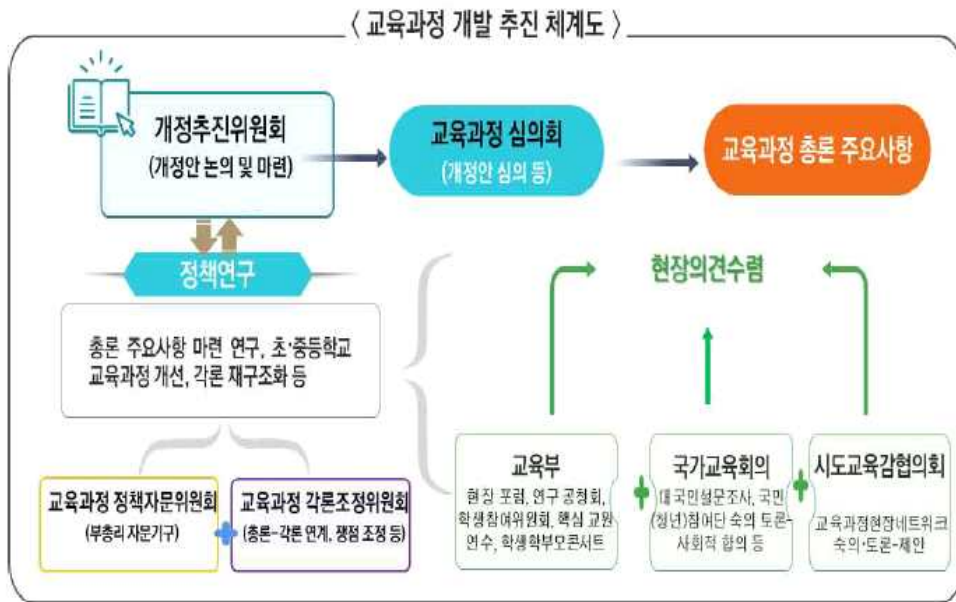 〈 교육과정 개발 추진 체계도 〉
개정추진위원회
(개정안 논의 및 마련)
교육과정 심의회
(개정안 심의 등)
교육과정 총론 주요사항
정책연구
총론 주요사항 마련 연구, 초·중등학교
교육과정 개선, 각론 재구조화 등
현장의견수렴
교육과정 정책자문위원회
(부총리 자문기구)
교육과정 각론조정위원회
(총론-각론 연계, 쟁점 조정 등)
교육부
현장 포럼, 연구 공청회,
학생참여위원회, 핵심 교원
연수, 학생학부모콘서트
국가교육회의
대국민설문조사, 국민
(청년)참여단 숙의 토론-
사회적 합의 등
시도교육감협의회
교육과정현장네트워크
숙의·토론-제안